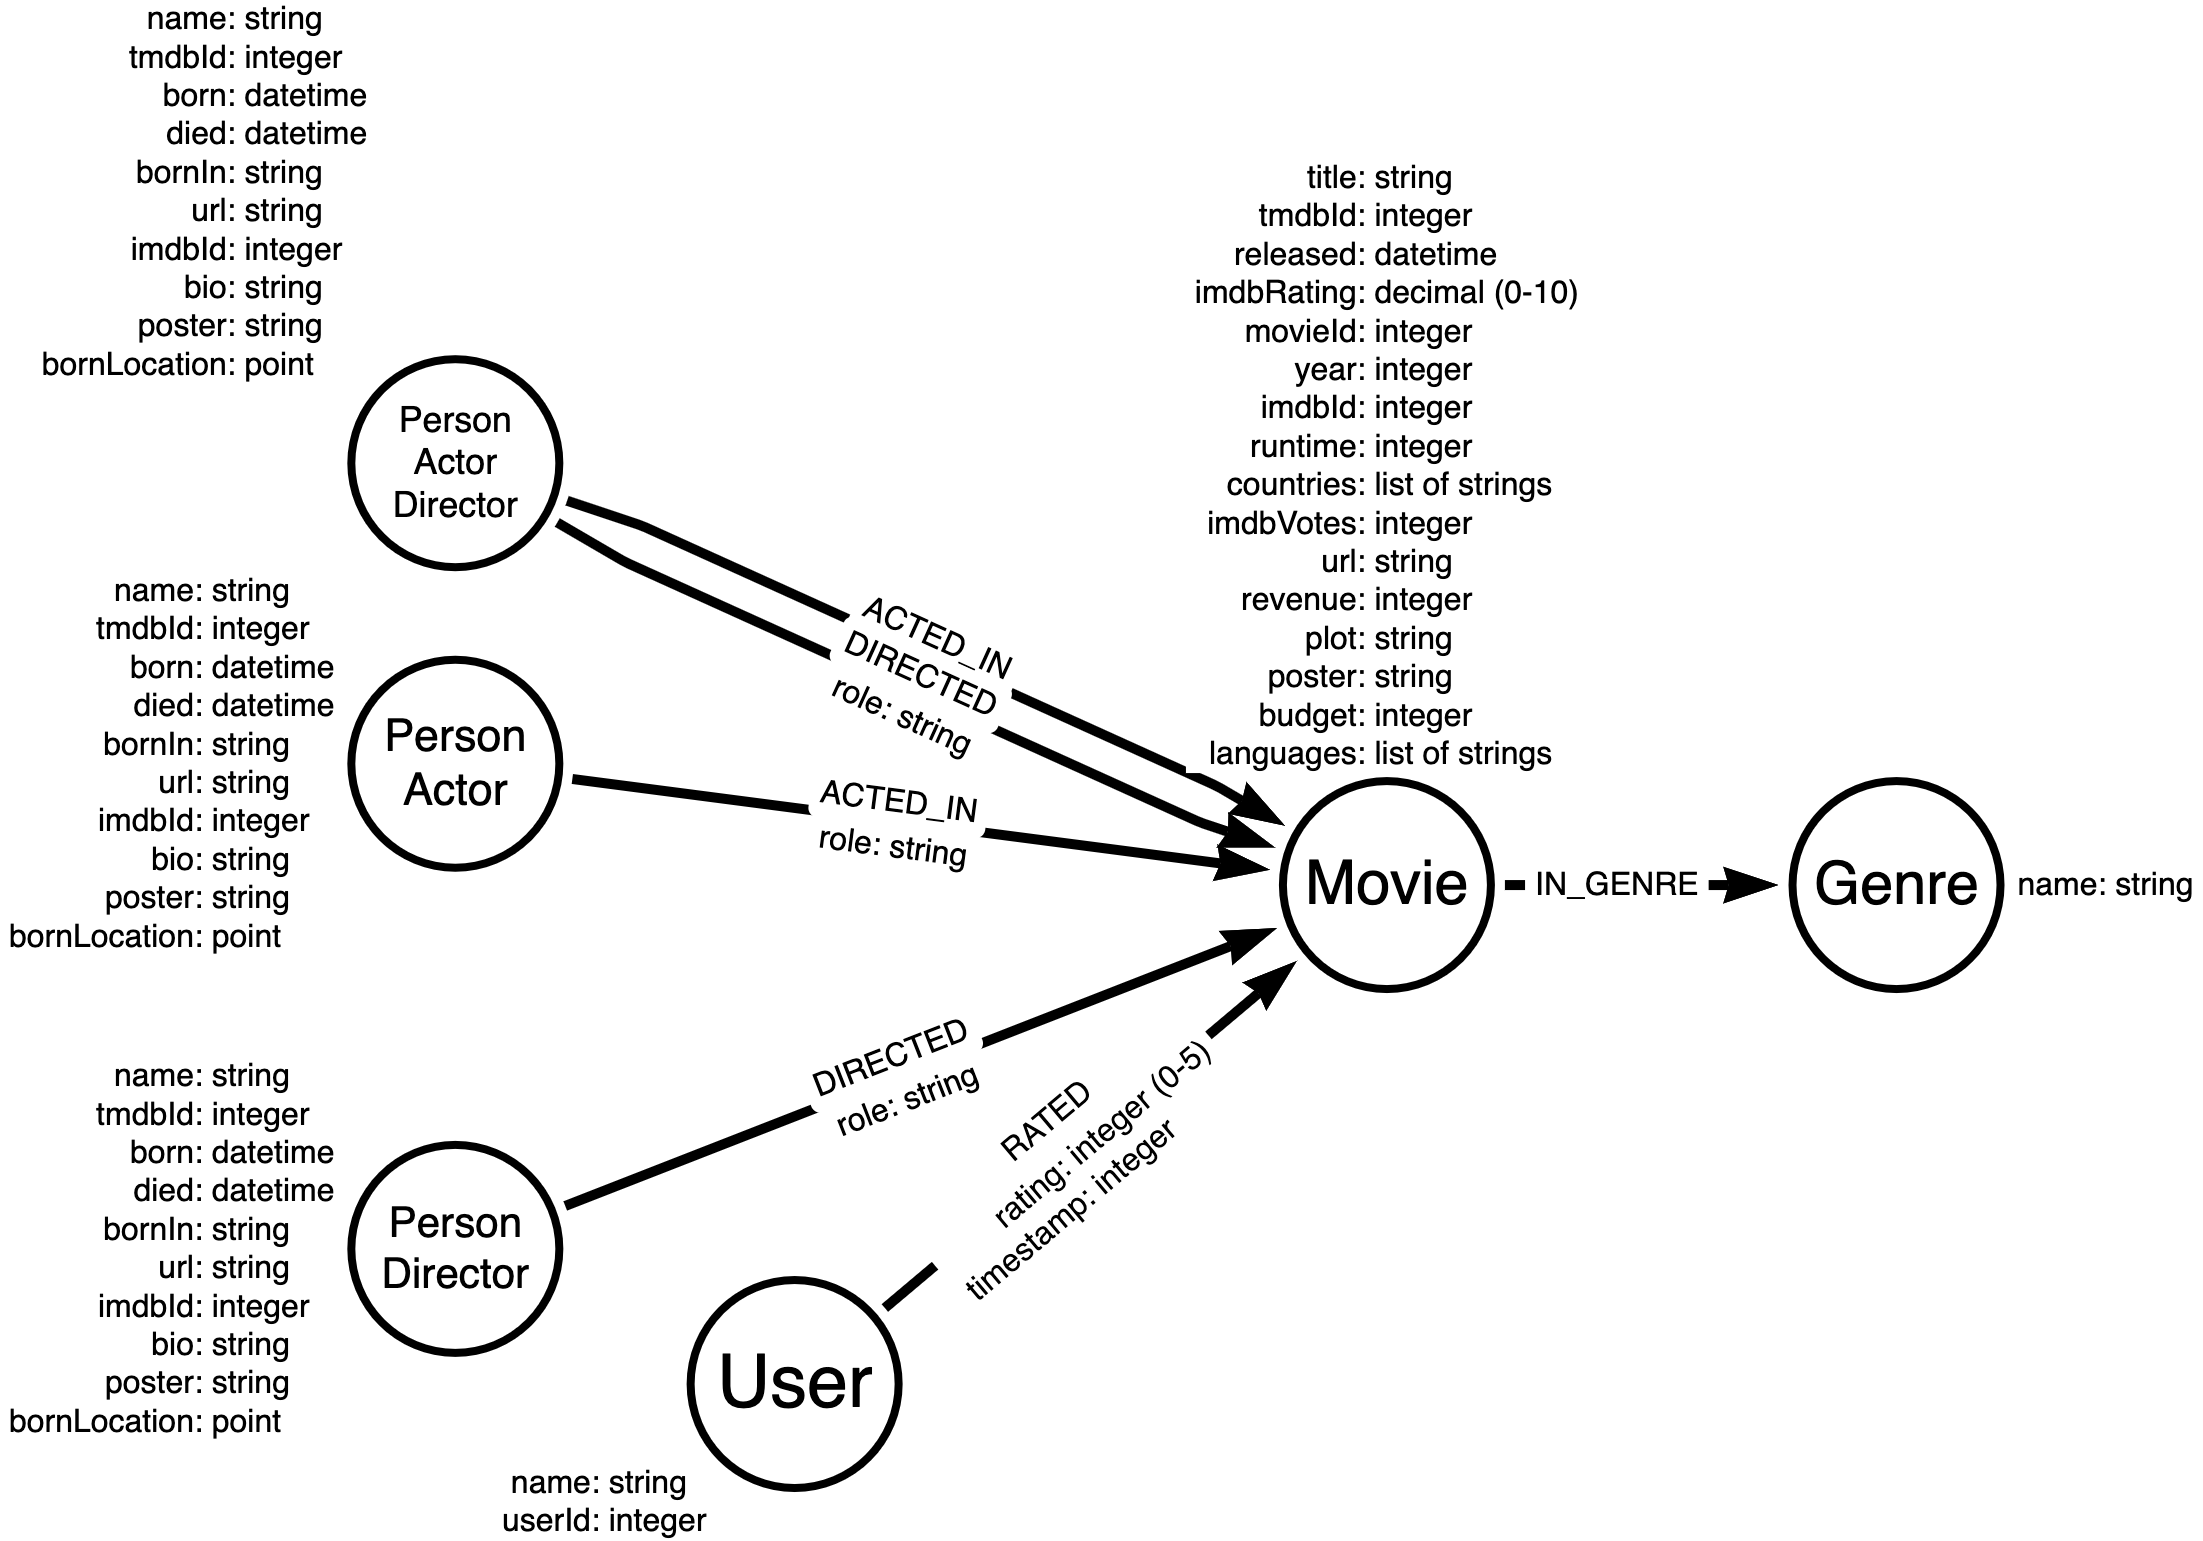 name: string
tmdbId: integer
born: datetime
died: datetime
bornIn: string
url: string
imdbId: integer
bio: string
poster: string
bornLocation: point
Person
Actor
Director
name: string
tmdbId: integer
born: datetime
died: datetime
bornIn: string
url: string
imdbId: integer
bio: string
poster: string
bornLocation: point
Person
Actor
name: string
tmdbId: integer
born: datetime
died: datetime
bornIn: string
url: string
imdbId: integer
bio: string
poster: string
bornLocation: point
Person
Director
User
name: string
userId: integer
ACTED_IN
DIRECTED
role: string
ACTED_IN
role: string
DIRECTED
role: string
RATED
rating: integer (0-5)
timestamp: integer
title: string
tmdbId: integer
released: datetime
imdbRating: decimal (0-10)
movieId: integer
year: integer
imdbId: integer
runtime: integer
countries: list of strings
imdbVotes: integer
url: string
revenue: integer
plot: string
poster: string
budget: integer
languages: list of strings
Movie
IN_GENRE
Genre
name: string